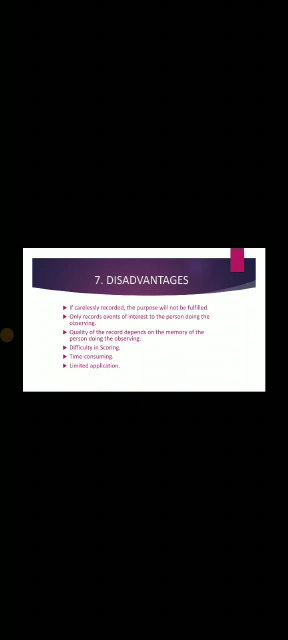 7. DISADVANTAGES
If carelessly recorded, the purpose will not be fulfilled
Only records events of interest to the person doing the
observing.
Quality of the record depends on the memory of the
person doing the observing.
Difficulty in Scoring.
Time-consuming.
Limited application.